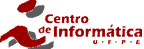 Centro
de Informática
U F P E